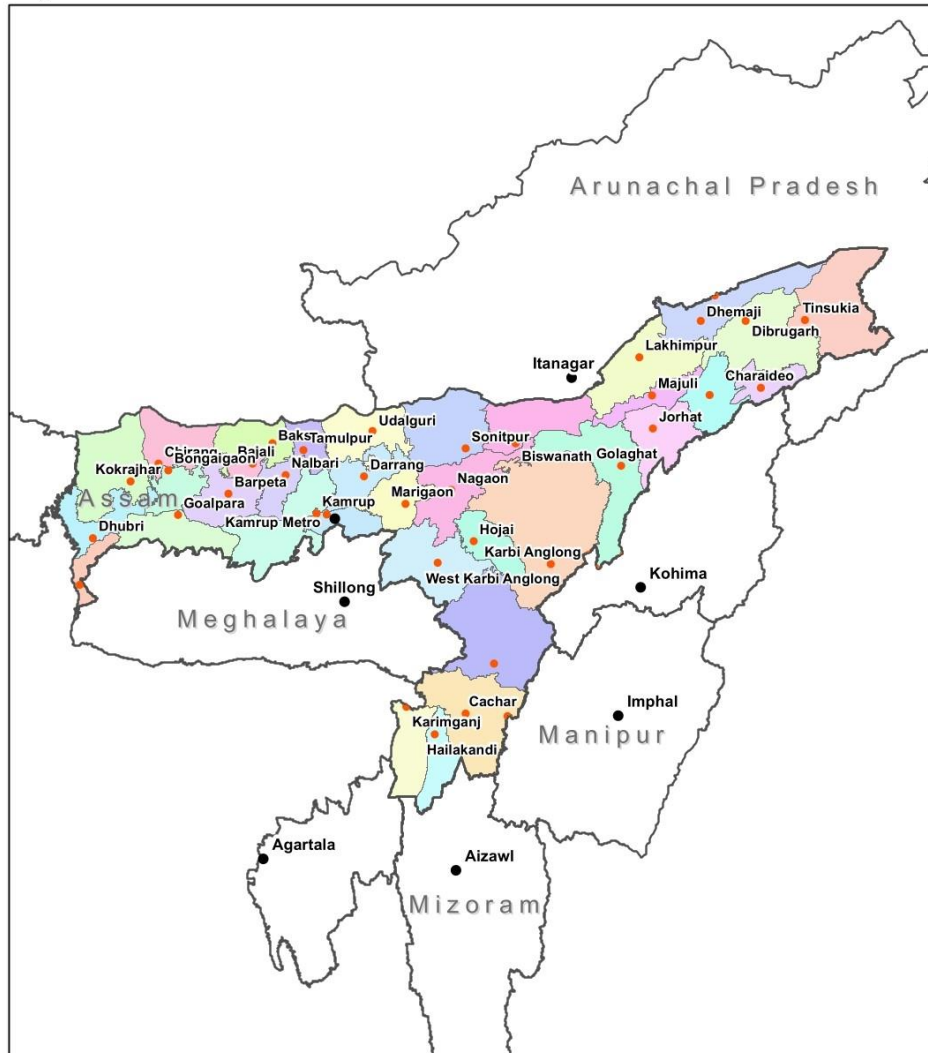 Arunachal Pradesh
Dhemaji
Tinsukia
Dibrugarh
Lakhimpur
Itanagar
Charaideo
Majuli
Jorhat
Udalguri
Baksa
Tamulpur
Sonitpur
Chirang
Bajali
Bongaigaon
Biswanath
Golaghat
Kokrajhar
Nalbari
Darrang
Nagaon
Barpeta
Assam
Goalpara
Marigaon
Kamrup
Kamrup Metro
Dhubri
Hojai
Karbi Anglong
West Karbi Anglong
Kohima
Shillong
Meghalaya
Cachar
Imphal
Karimganj
Manipur
Hailakandi
Agartala
Aizawl
Mizoram